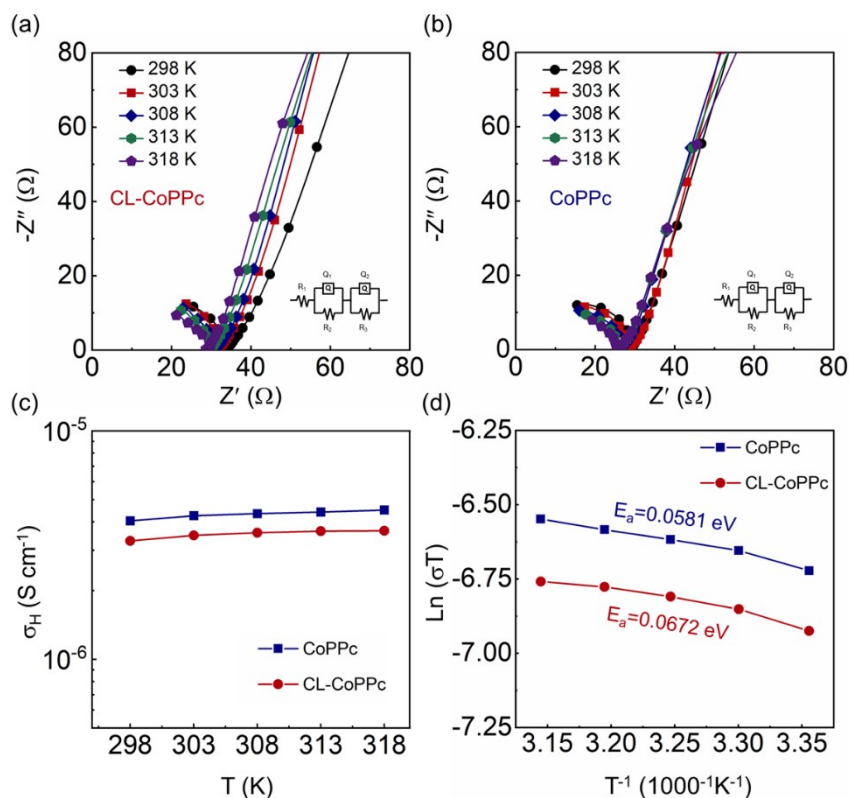 (a)
80
60
40
20
0
-Z″ (Ω)
298 K
303 K
308 K
313 K
318 K
CL-CoPPc
R₁
Q₁
Q
R₂
Q₂
Q
R₃
0 20 40 60 80
Z′ (Ω)
(b)
80
60
40
20
0
-Z″ (Ω)
298 K
303 K
308 K
313 K
318 K
CoPPc
R₁
Q₁
Q
R₂
Q₂
Q
R₃
0 20 40 60 80
Z′ (Ω)
(c)
10⁻⁵
10⁻⁶
σH (S cm⁻¹)
CoPPc
CL-CoPPc
298 303 308 313 318
T (K)
(d)
-6.25
-6.50
-6.75
-7.00
-7.25
Ln (σT)
CoPPc
CL-CoPPc
Eₐ=0.0581 eV
Eₐ=0.0672 eV
3.15 3.20 3.25 3.30 3.35
T⁻¹ (1000⁻¹K⁻¹)